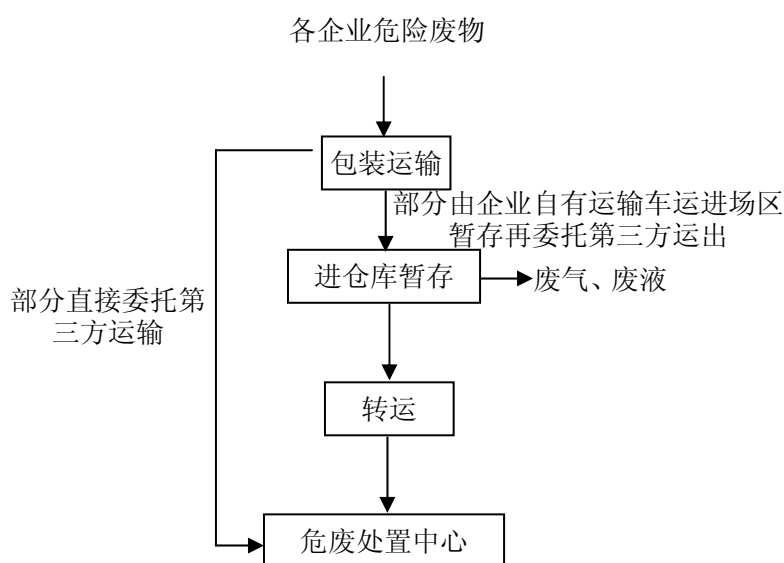 各企业危险废物
包装运输
部分由企业自有运输车运进场区
暂存再委托第三方运出
进仓库暂存
废气、废液
部分直接委托第
三方运输
转运
危废处置中心